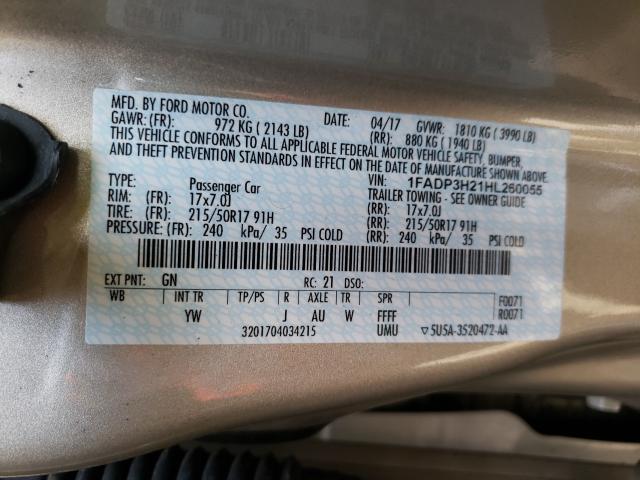 MFD. BY FORD MOTOR CO.
DATE: 04/17 GVWR: 1810 KG ( 3990 LB)
GAWR: (FR): 972 KG ( 2143 LB) (RR): 880 KG ( 1940 LB)
THIS VEHICLE CONFORMS TO ALL APPLICABLE FEDERAL MOTOR VEHICLE SAFETY, BUMPER,
AND THEFT PREVENTION STANDARDS IN EFFECT ON THE DATE OF MANUFACTURE SHOWN ABOVE.
VIN: 1FADP3H21HL260055
TYPE: Passenger Car TRAILER TOWING - SEE OWNER GUIDE
RIM: (FR): 17x7.0J (RR): 17x7.0J
TIRE: (FR): 215/50R17 91H (RR): 215/50R17 91H
PRESSURE: (FR): 240 kPa/ 35 PSI COLD (RR): 240 kPa/ 35 PSI COLD
EXT PNT: GN RC: 21 DSO:
WB INT TR TP/PS R AXLE TR SPR F0071
YW J AU W FFFF R0071
3201704034215 UMU ▽5U5A-3520472-AA